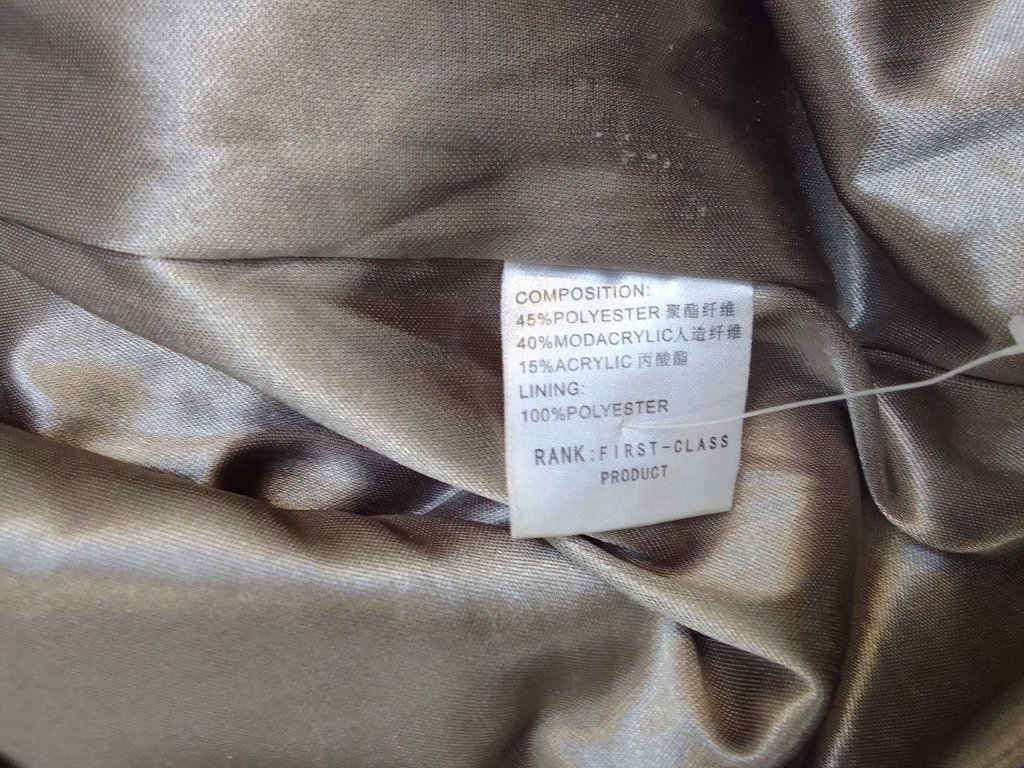 COMPOSITION:
45%POLYESTER 聚酯纤维
40%MODACRYLIC人造纤维
15%ACRYLIC 丙酸酯
LINING:
100%POLYESTER
RANK:FIRST-CLASS
PRODUCT